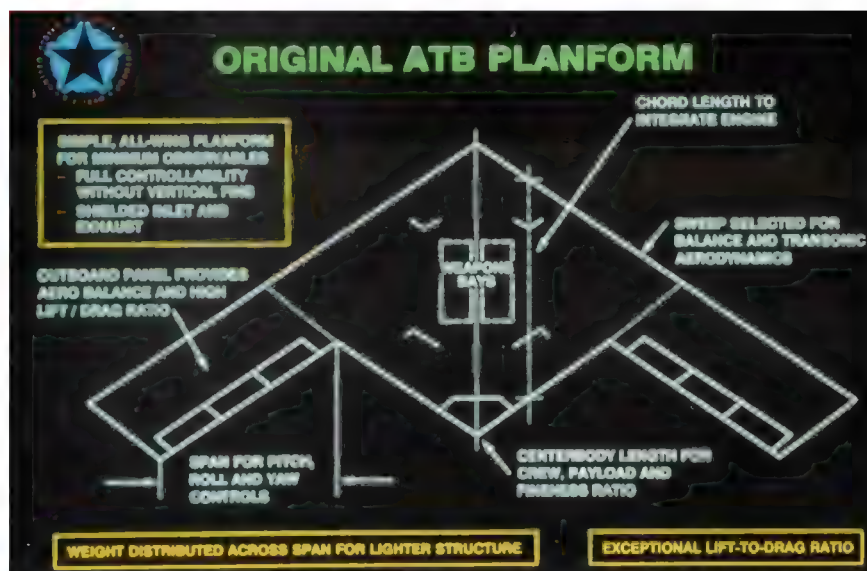 ORIGINAL ATB PLANFORM
SIMPLE, ALL-WING PLANFORM
FOR MINIMUM OBSERVABLES
- FULL CONTROLLABILITY
WITHOUT VERTICAL FINS
- SHIELDED INLET AND
EXHAUST
CHORD LENGTH TO
INTEGRATE ENGINE
SWEEP SELECTED FOR
BALANCE AND TRANSONIC
AERODYNAMICS
OUTBOARD PANEL PROVIDES
AERO BALANCE AND HIGH
LIFT / DRAG RATIO
WEAPONS
BAYS
SPAN FOR PITCH,
ROLL AND YAW
CONTROLS
CENTERBODY LENGTH FOR
CREW, PAYLOAD AND
FINENESS RATIO
WEIGHT DISTRIBUTED ACROSS SPAN FOR LIGHTER STRUCTURE
EXCEPTIONAL LIFT-TO-DRAG RATIO